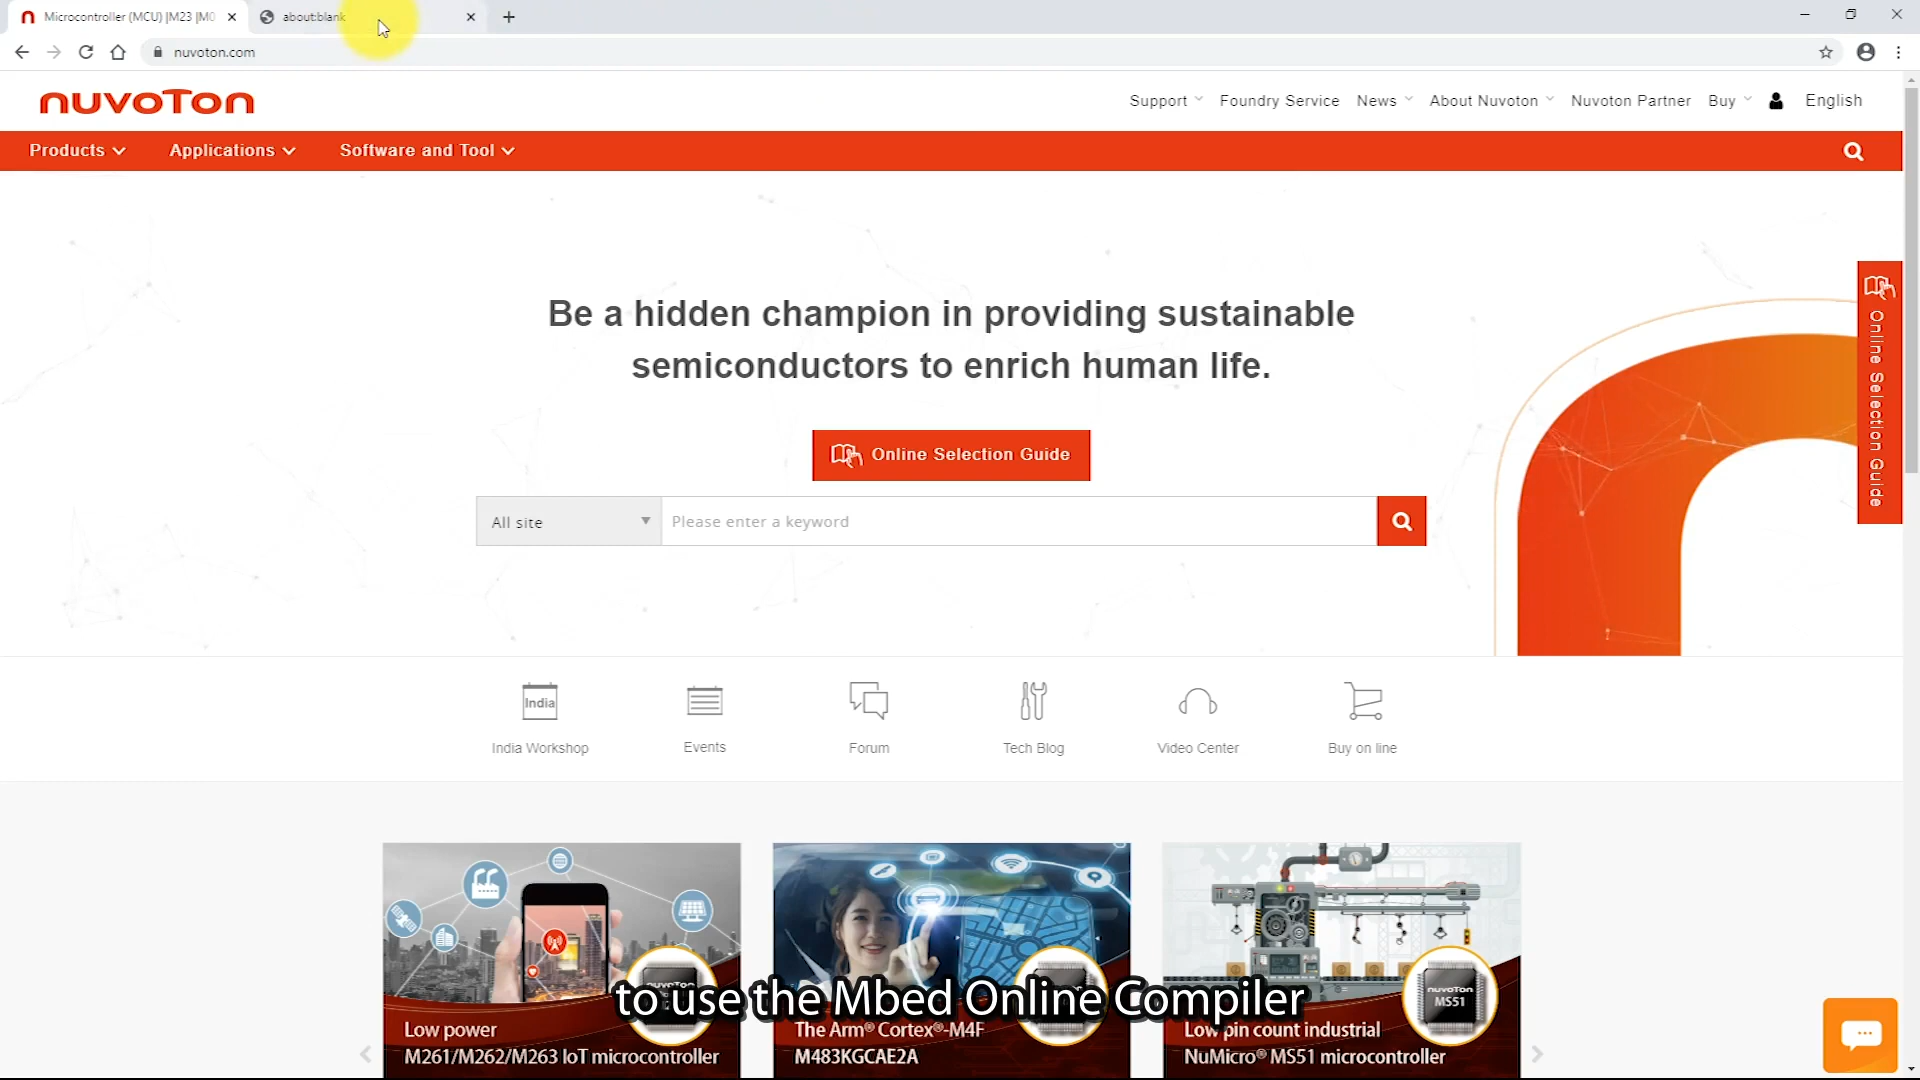 Microcontroller (MCU) |M23 |M0
about:blank
nuvoton.com
nuvoTon
Support
Foundry Service
News
About Nuvoton
Nuvoton Partner
Buy
English
Products
Applications
Software and Tool
Be a hidden champion in providing sustainable
semiconductors to enrich human life.
Online Selection Guide
Online Selection Guide
All site
Please enter a keyword
India
India Workshop
Events
Forum
Tech Blog
Video Center
Buy on line
nuvoTon
nuvoTon
MS51
to use the Mbed Online Compiler
Low power
M261/M262/M263 IoT microcontroller
The Arm® Cortex®-M4F
M483KGCAE2A
Low pin count industrial
NuMicro® MS51 microcontroller